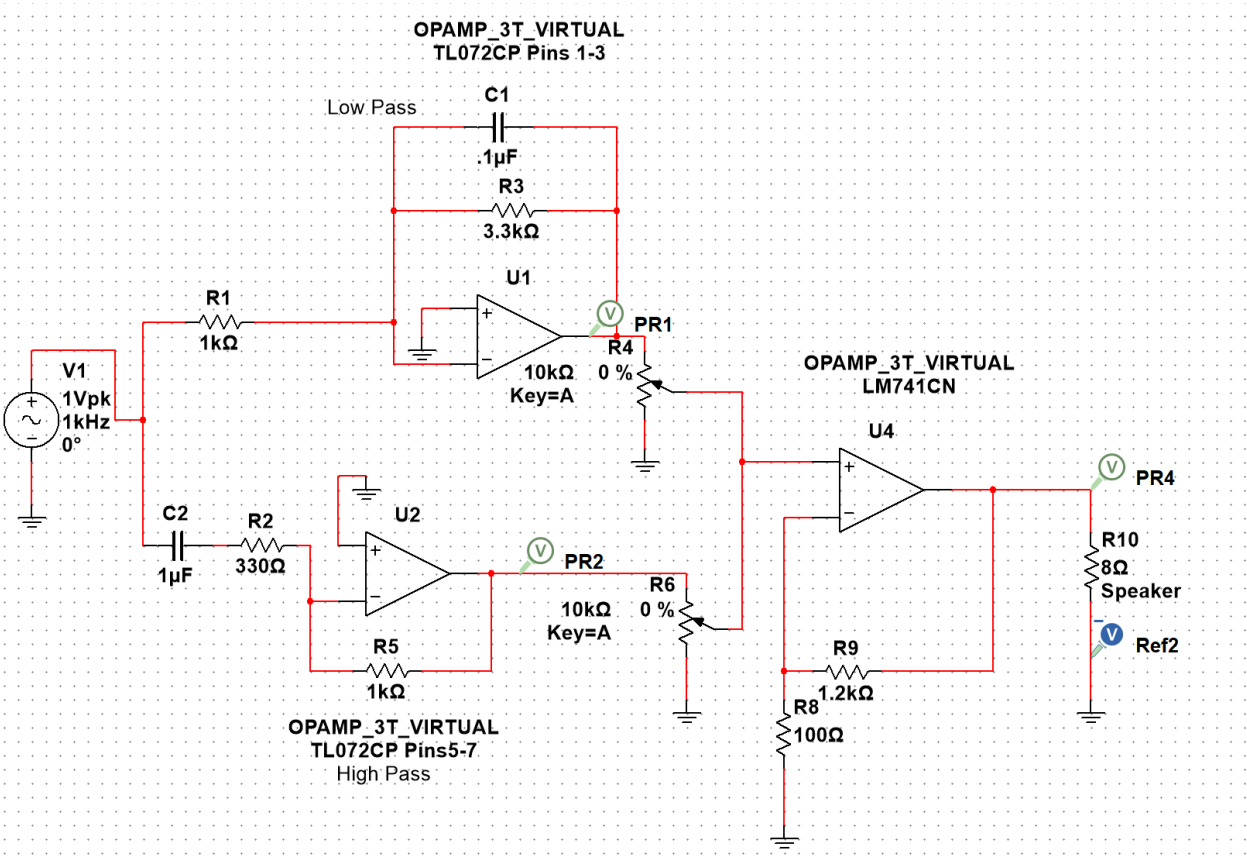 OPAMP_3T_VIRTUAL
TL072CP Pins 1-3
Low Pass
C1
.1µF
R3
3.3kΩ
U1
+
−
R1
1kΩ
V
PR1
R4
10kΩ
0 %
Key=A
V1
1Vpk
1kHz
0°
+
−
OPAMP_3T_VIRTUAL
LM741CN
U4
+
−
V
PR4
C2
1µF
R2
330Ω
U2
+
−
V
PR2
R6
10kΩ
0 %
Key=A
R5
1kΩ
OPAMP_3T_VIRTUAL
TL072CP Pins5-7
High Pass
R10
8Ω
Speaker
−
V
Ref2
R9
1.2kΩ
R8
100Ω